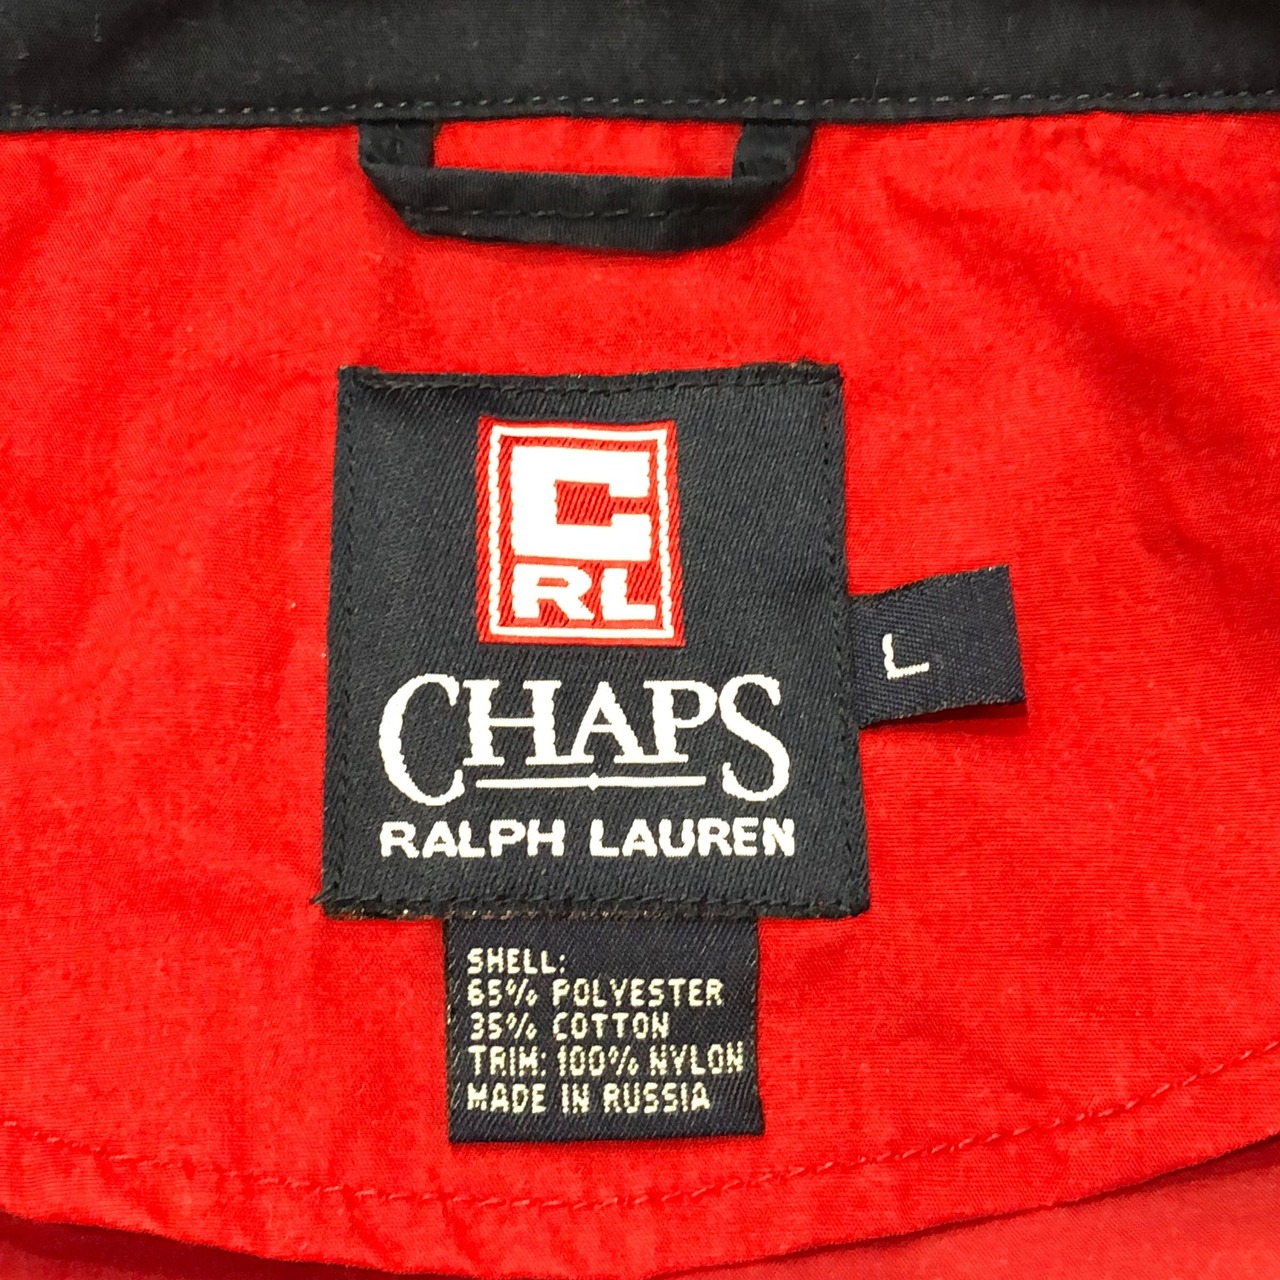 C
RL
CHAPS
RALPH LAUREN
L
SHELL:
65% POLYESTER
35% COTTON
TRIM: 100% NYLON
MADE IN RUSSIA